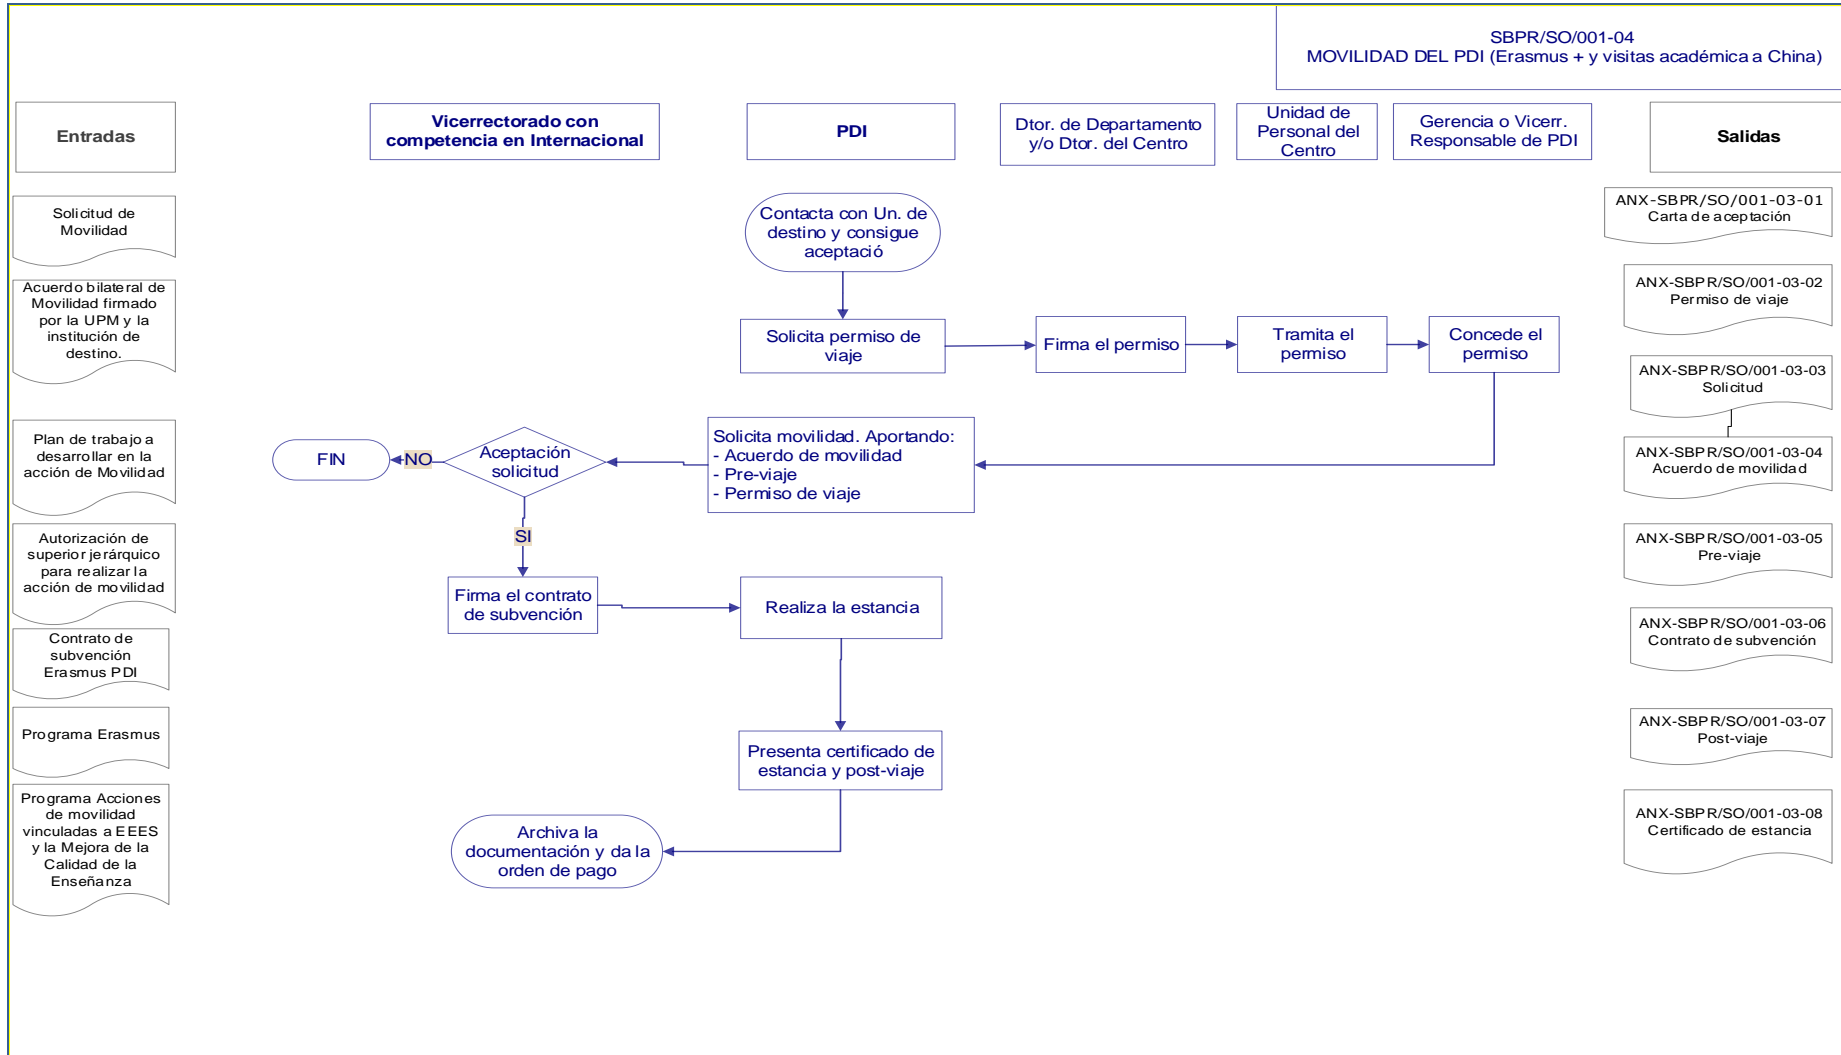 SBPR/SO/001-04
MOVILIDAD DEL PDI (Erasmus + y visitas académica a China)
Entradas
Vicerrectorado con
competencia en Internacional
PDI
Dtor. de Departamento
y/o Dtor. del Centro
Unidad de
Personal del
Centro
Gerencia o Vicerr.
Responsable de PDI
Salidas
Solicitud de
Movilidad
Acuerdo bilateral de
Movilidad firmado
por la UPM y la
institución de
destino.
Plan de trabajo a
desarrollar en la
acción de Movilidad
Autorización de
superior jerárquico
para realizar la
acción de movilidad
Contrato de
subvención
Erasmus PDI
Programa Erasmus
Programa Acciones
de movilidad
vinculadas a EEES
y la Mejora de la
Calidad de la
Enseñanza
Contacta con Un. de
destino y consigue
aceptació
Solicita permiso de
viaje
Firma el permiso
Tramita el
permiso
Concede el
permiso
Solicita movilidad. Aportando:
- Acuerdo de movilidad
- Pre-viaje
- Permiso de viaje
Aceptación
solicitud
NO
FIN
SI
Firma el contrato
de subvención
Realiza la estancia
Presenta certificado de
estancia y post-viaje
Archiva la
documentación y da la
orden de pago
ANX-SBPR/SO/001-03-01
Carta de aceptación
ANX-SBPR/SO/001-03-02
Permiso de viaje
ANX-SBPR/SO/001-03-03
Solicitud
ANX-SBPR/SO/001-03-04
Acuerdo de movilidad
ANX-SBPR/SO/001-03-05
Pre-viaje
ANX-SBPR/SO/001-03-06
Contrato de subvención
ANX-SBPR/SO/001-03-07
Post-viaje
ANX-SBPR/SO/001-03-08
Certificado de estancia